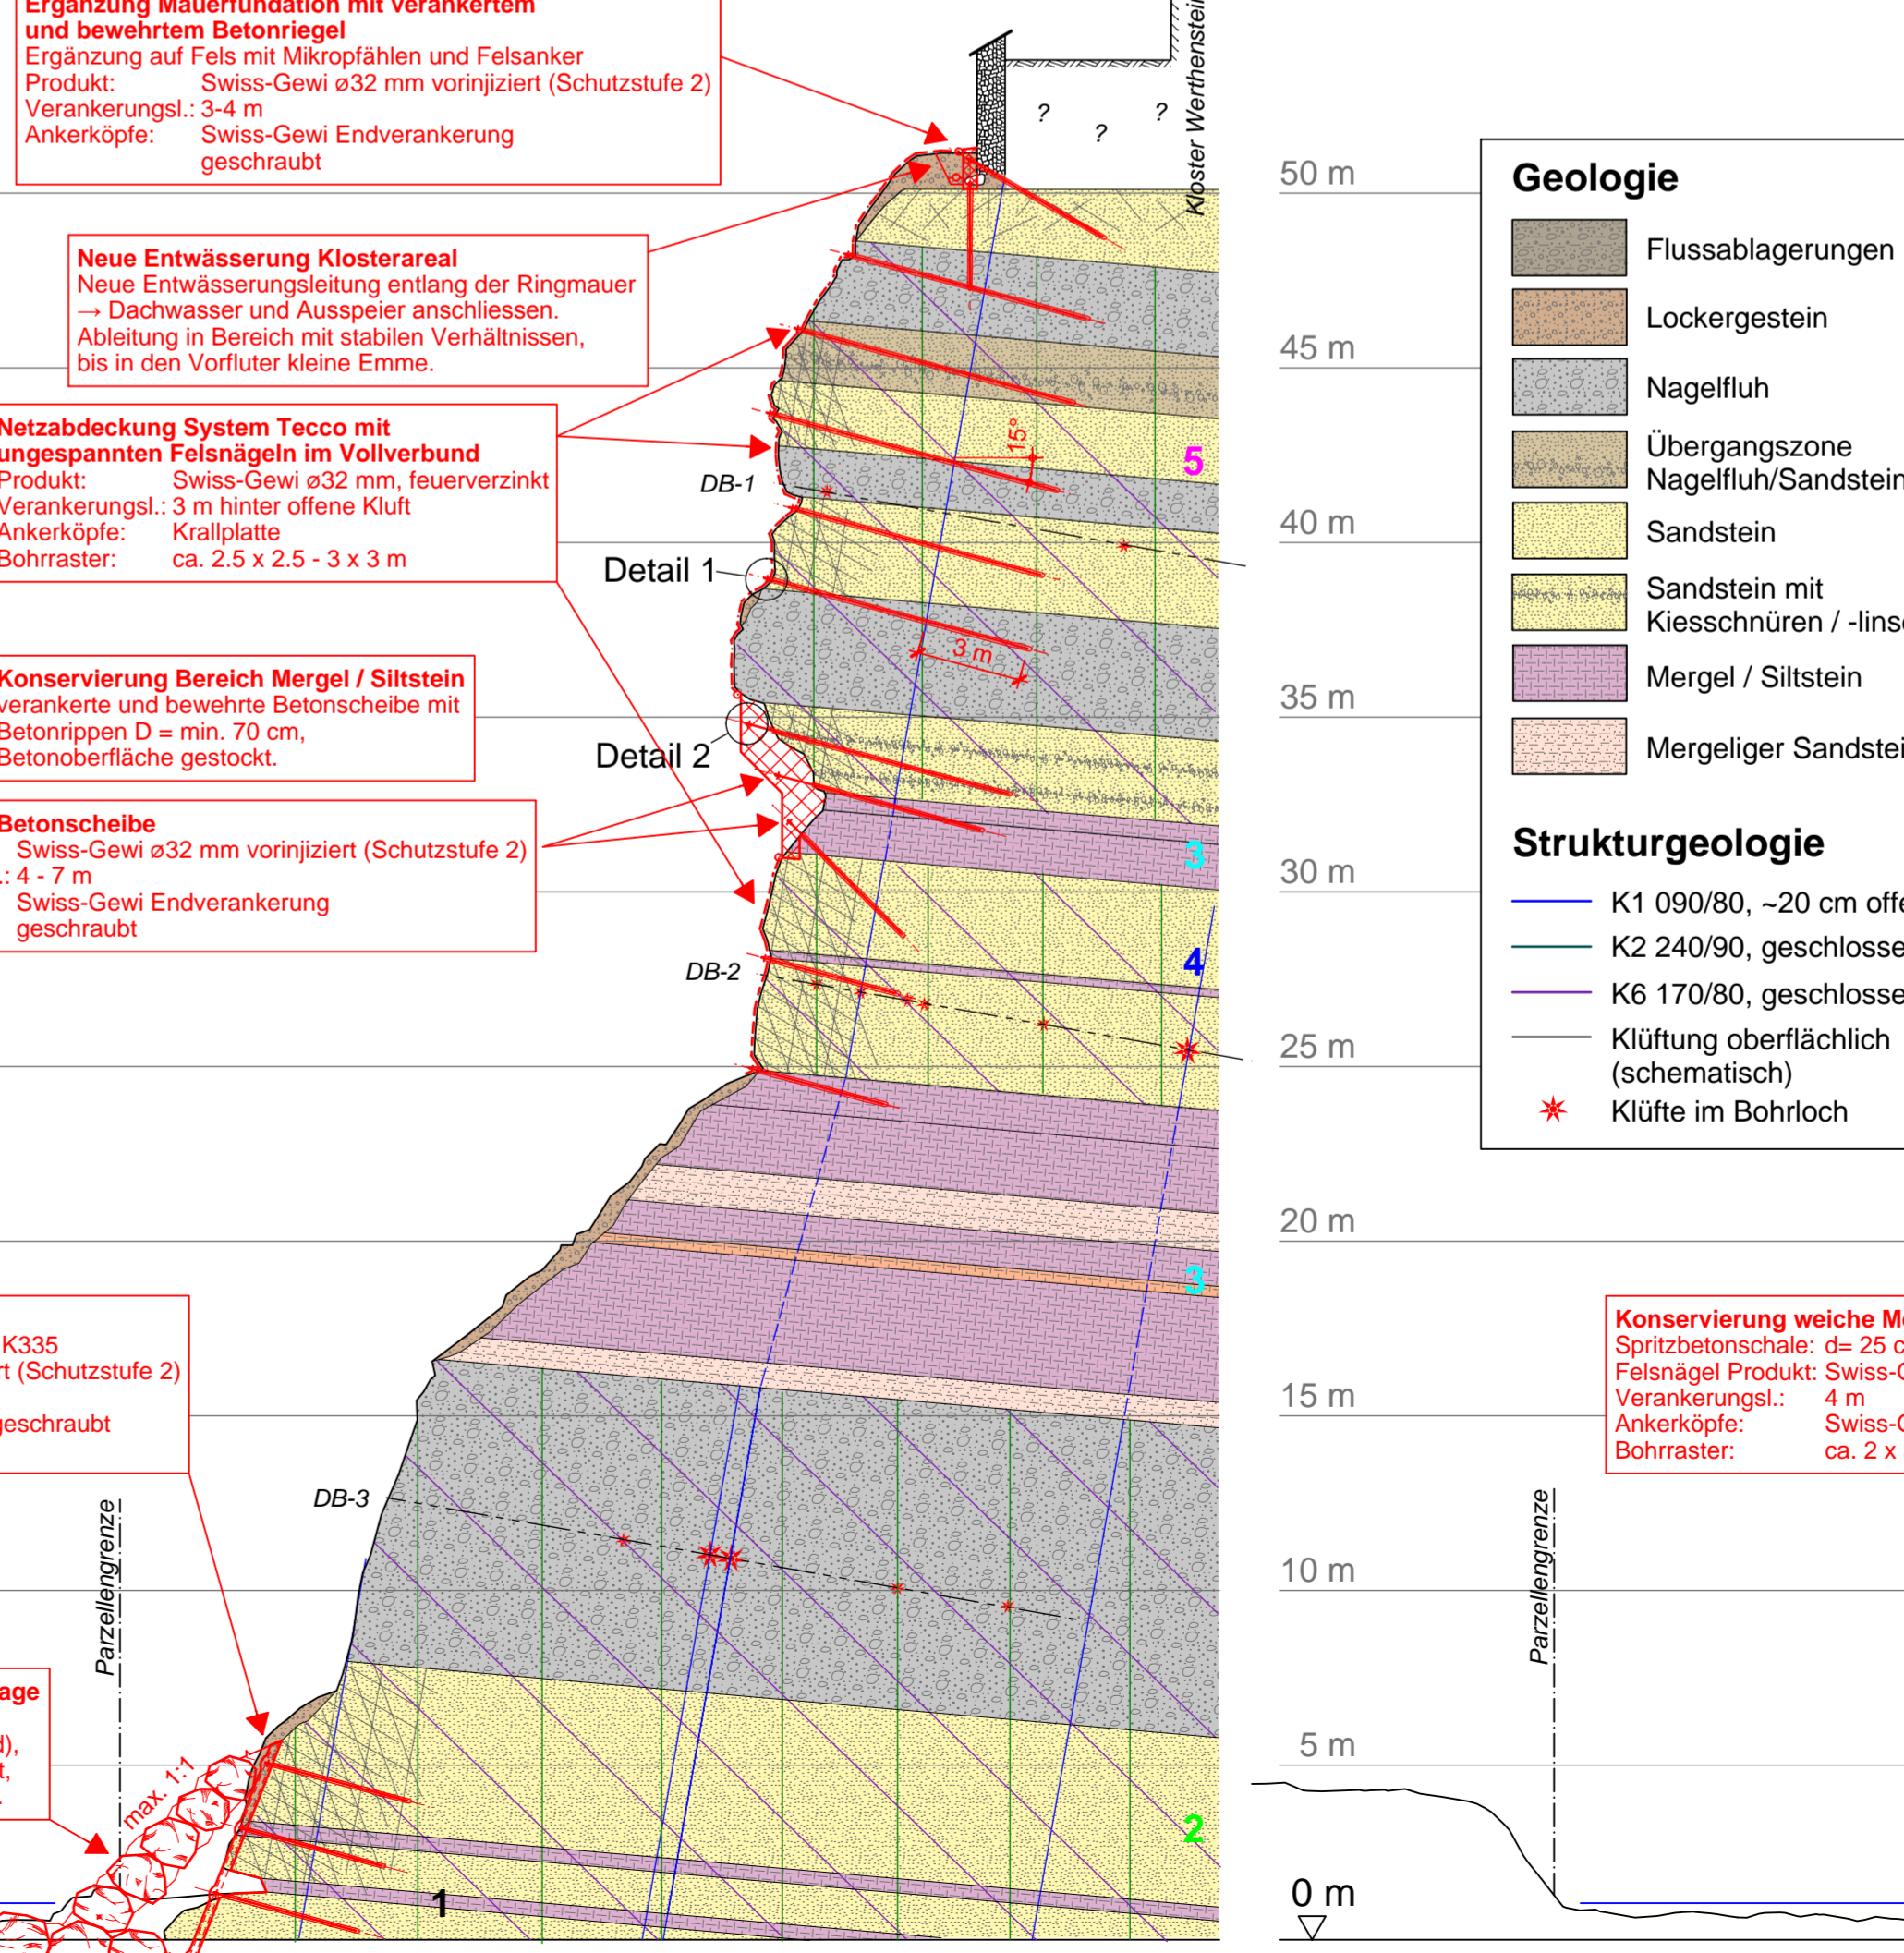 Ergänzung Mauerfundation mit verankertem
und bewehrtem Betonriegel
Ergänzung auf Fels mit Mikropfählen und Felsanker
Produkt: Swiss-Gewi ø32 mm vorinjiziert (Schutzstufe 2)
Verankerungsl.: 3-4 m
Ankerköpfe: Swiss-Gewi Endverankerung
geschraubt
Neue Entwässerung Klosterareal
Neue Entwässerungsleitung entlang der Ringmauer
→ Dachwasser und Ausspeier anschliessen.
Ableitung in Bereich mit stabilen Verhältnissen,
bis in den Vorfluter kleine Emme.
Netzabdeckung System Tecco mit
ungespannten Felsnägeln im Vollverbund
Produkt: Swiss-Gewi ø32 mm, feuerverzinkt
Verankerungsl.: 3 m hinter offene Kluft
Ankerköpfe: Krallplatte
Bohrraster: ca. 2.5 x 2.5 - 3 x 3 m
Konservierung Bereich Mergel / Siltstein
verankerte und bewehrte Betonscheibe mit
Betonrippen D = min. 70 cm,
Betonoberfläche gestockt.
Betonscheibe
Swiss-Gewi ø32 mm vorinjiziert (Schutzstufe 2)
.: 4 - 7 m
Swiss-Gewi Endverankerung
geschraubt
K335
rt (Schutzstufe 2)
geschraubt
age
d),
t,
.
max. 1:1
Parzellengrenze
Kloster Werthenstein
?
?
?
DB-1
Detail 1
Detail 2
DB-2
DB-3
15°
3 m
5
3
4
3
2
1
50 m
45 m
40 m
35 m
30 m
25 m
20 m
15 m
10 m
5 m
0 m
Geologie
Flussablagerungen
Lockergestein
Nagelfluh
Übergangszone
Nagelfluh/Sandstein
Sandstein
Sandstein mit
Kiesschnüren / -linse
Mergel / Siltstein
Mergeliger Sandstei
Strukturgeologie
K1 090/80, ~20 cm offe
K2 240/90, geschlosse
K6 170/80, geschlosse
Klüftung oberflächlich
(schematisch)
Klüfte im Bohrloch
Konservierung weiche Me
Spritzbetonschale: d= 25 c
Felsnägel Produkt: Swiss-G
Verankerungsl.: 4 m
Ankerköpfe: Swiss-G
Bohrraster: ca. 2 x
Parzellengrenze